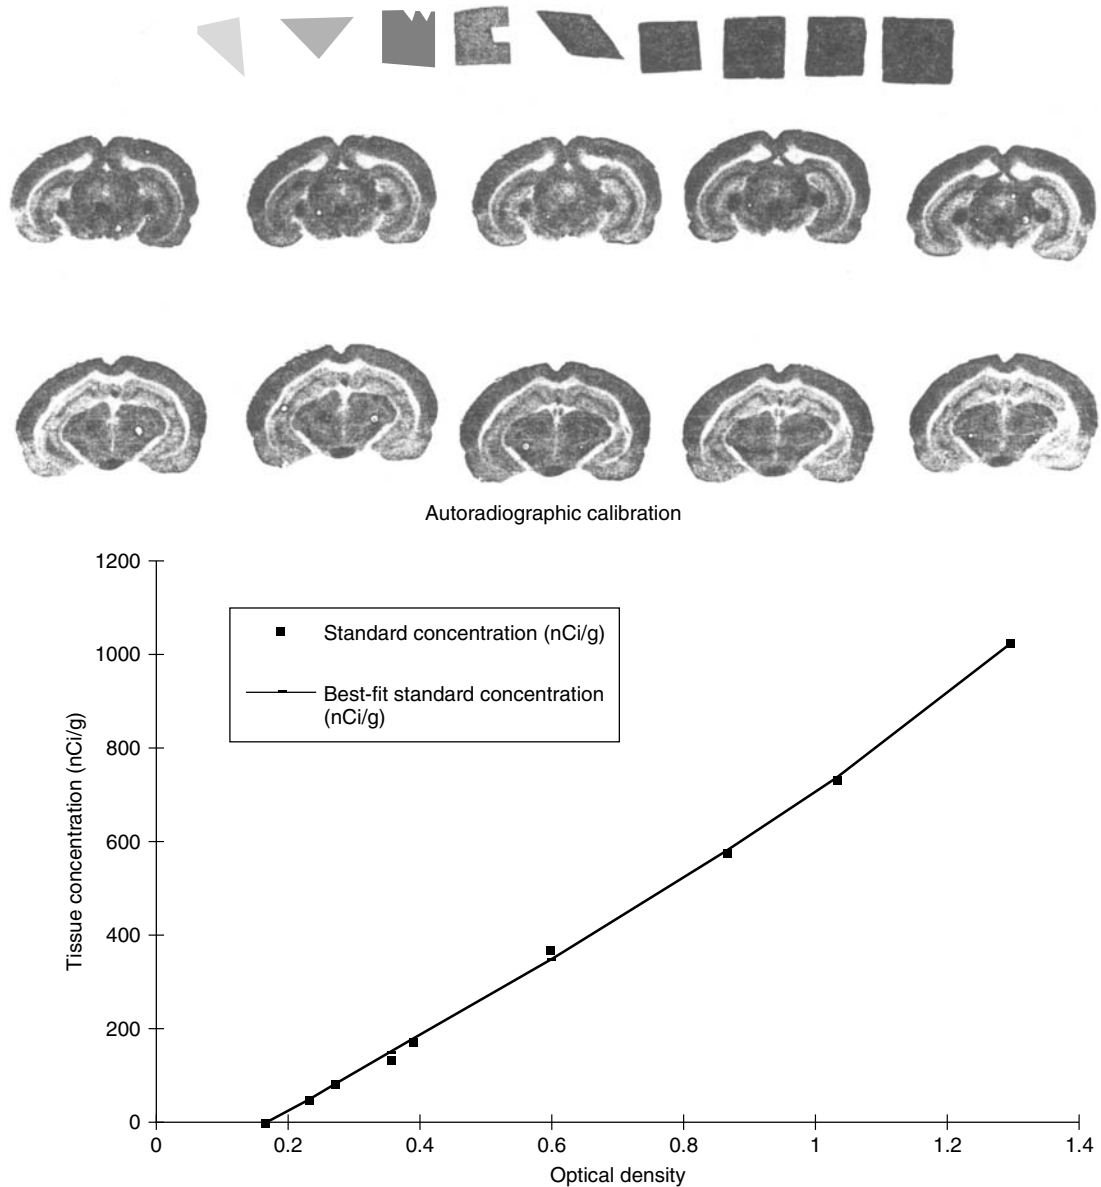 Autoradiographic calibration
1200
1000
800
600
400
200
0
Tissue concentration (nCi/g)
Standard concentration (nCi/g)
Best-fit standard concentration
(nCi/g)
0 0.2 0.4 0.6 0.8 1 1.2 1.4
Optical density